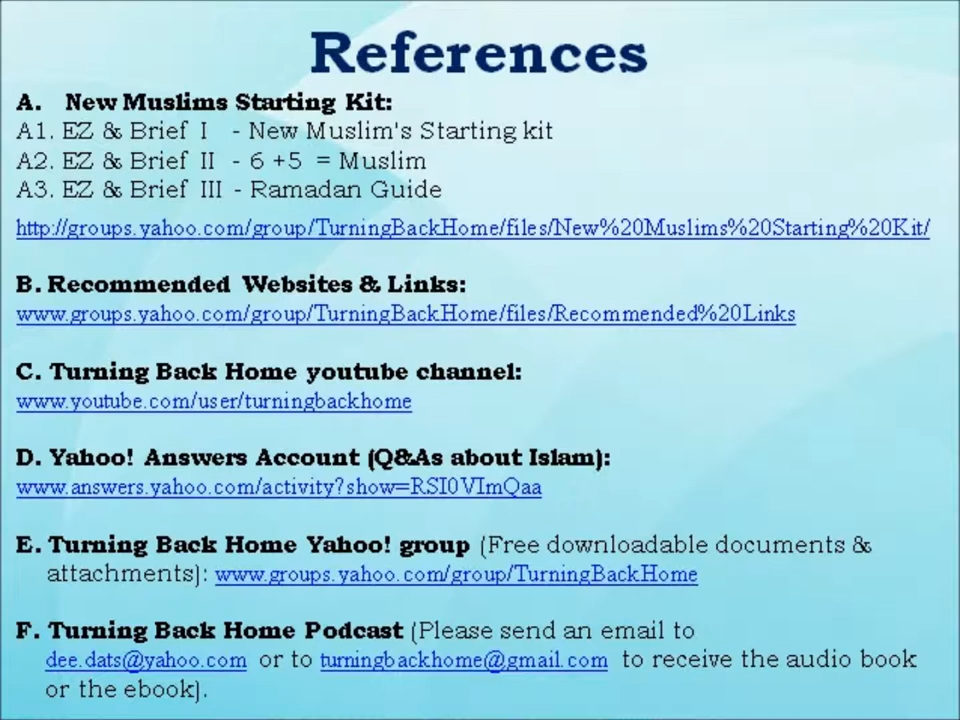 References
A. New Muslims Starting Kit:
A1. EZ & Brief I - New Muslim's Starting kit
A2. EZ & Brief II - 6 +5 = Muslim
A3. EZ & Brief III - Ramadan Guide
http://groups.yahoo.com/group/TurningBackHome/files/New%20Muslims%20Starting%20Kit/
B. Recommended Websites & Links:
www.groups.yahoo.com/group/TurningBackHome/files/Recommended%20Links
C. Turning Back Home youtube channel:
www.youtube.com/user/turningbackhome
D. Yahoo! Answers Account (Q&As about Islam):
www.answers.yahoo.com/activity?show=RSI0VImQaa
E. Turning Back Home Yahoo! group (Free downloadable documents &
attachments): www.groups.yahoo.com/group/TurningBackHome
F. Turning Back Home Podcast (Please send an email to
dee.dats@yahoo.com or to turningbackhome@gmail.com to receive the audio book
or the ebook).